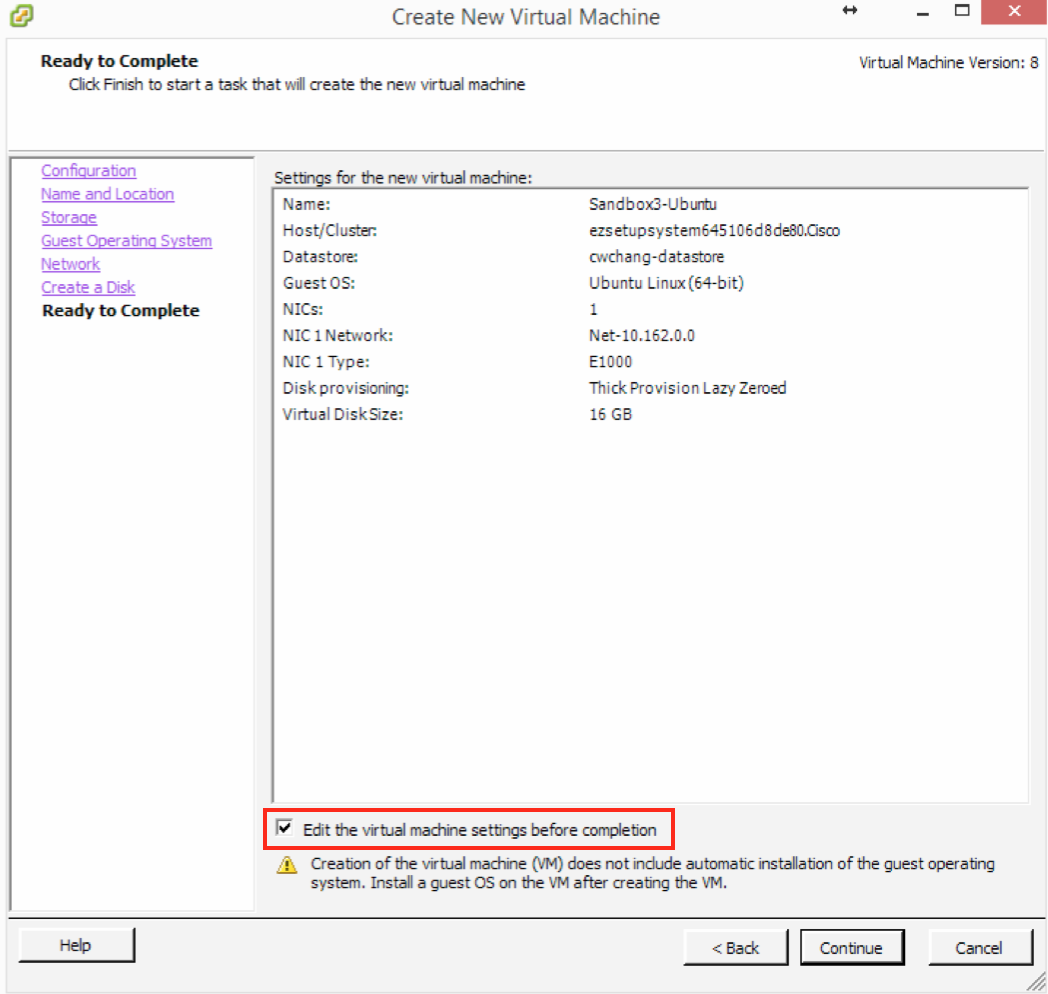 Create New Virtual Machine
Ready to Complete
Virtual Machine Version: 8
Click Finish to start a task that will create the new virtual machine
Configuration
Name and Location
Storage
Guest Operating System
Network
Create a Disk
Ready to Complete
Settings for the new virtual machine:
Name: Sandbox3-Ubuntu
Host/Cluster: ezsetupsystem645106d8de80.Cisco
Datastore: cwchang-datastore
Guest OS: Ubuntu Linux (64-bit)
NICs: 1
NIC 1 Network: Net-10.162.0.0
NIC 1 Type: E1000
Disk provisioning: Thick Provision Lazy Zeroed
Virtual Disk Size: 16 GB
Edit the virtual machine settings before completion
Creation of the virtual machine (VM) does not include automatic installation of the guest operating
system. Install a guest OS on the VM after creating the VM.
Help
< Back
Continue
Cancel